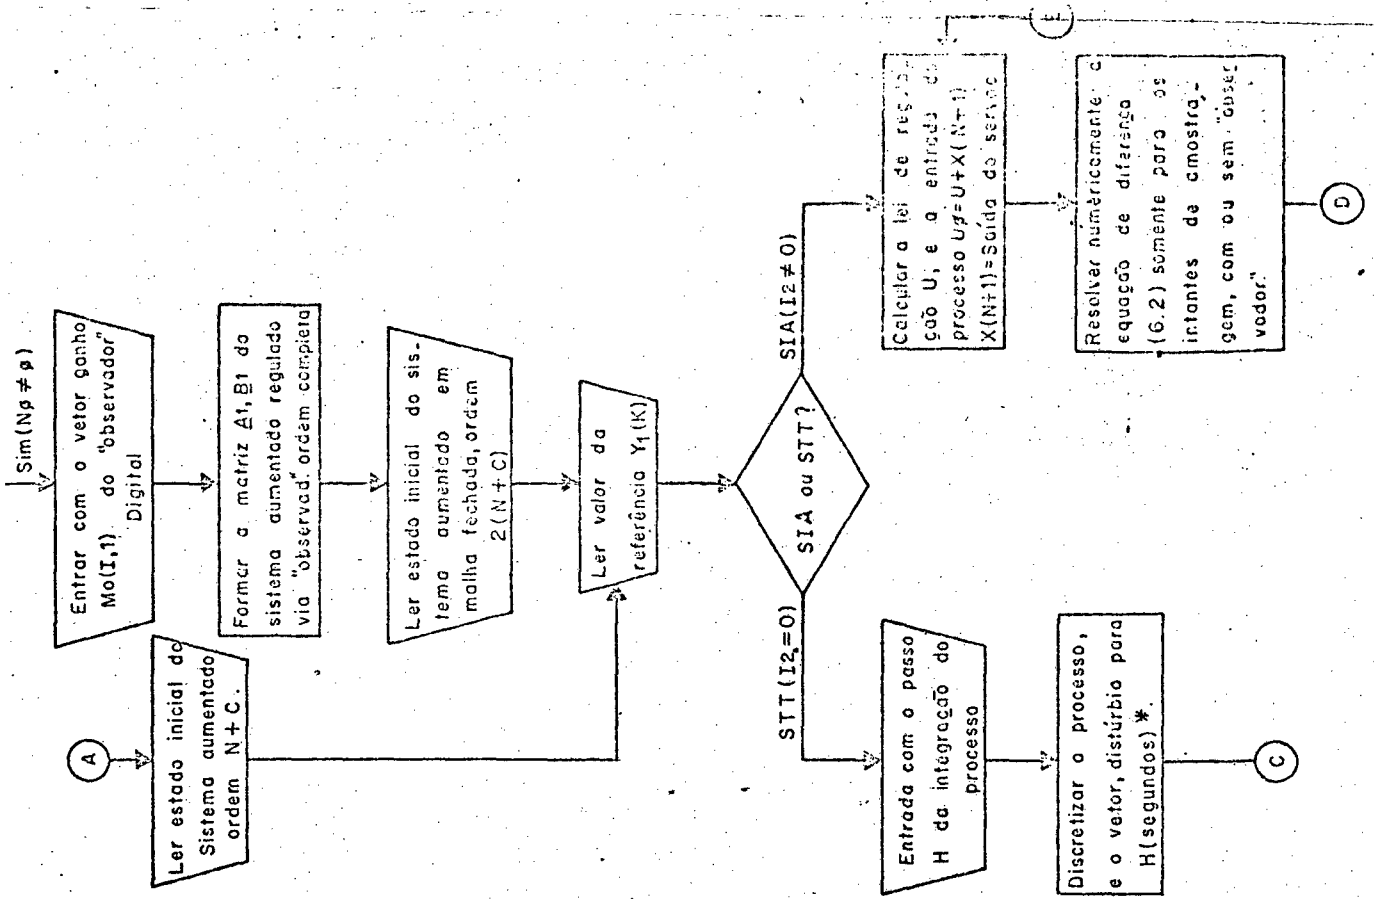 Sim(Nø ≠ ø)
Entrar com o vetor ganho
Mo(I,1) do "observador"
Digital
Formar a matriz A1, B1 do
sistema aumentado regulado
via "observad." ordem completa
Ler estado inicial do sis-
tema aumentado em
malha fechada, ordem
2(N+C)
A
Ler estado inicial do
Sistema aumentado
ordem N+C.
Ler valor da
referência Y1(K)
SIA ou STT?
STT(I2=0)
SIA(I2≠0)
Entrada com o passo
H da integração do
processo
Discretizar o processo,
e o vetor, distúrbio para
H(segundos)*.
C
E
Calcular a lei de
ção U, e a entrada do
processo Uø=U+X(N+1)
X(N+1)=Saída do servo
Resolver numéricamente a
equação de diferença
(6.2) somente para os
intantes de amostra-
gem, com ou sem "obser
vador"
D